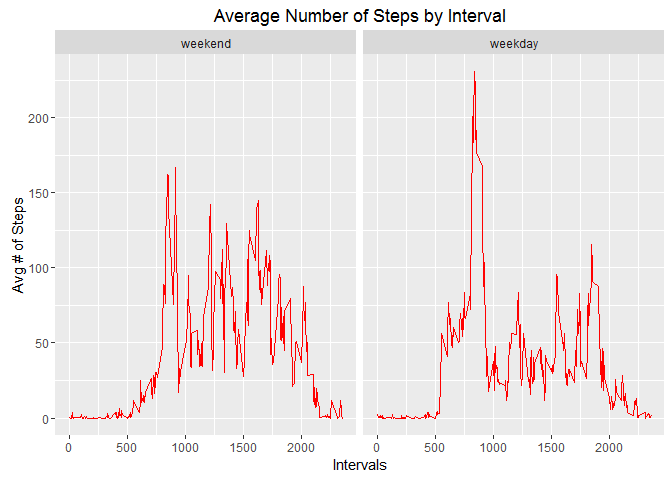 Average Number of Steps by Interval
weekend weekday
200
150
100
50
0
Avg # of Steps
0 500 1000 1500 2000 0 500 1000 1500 2000
Intervals